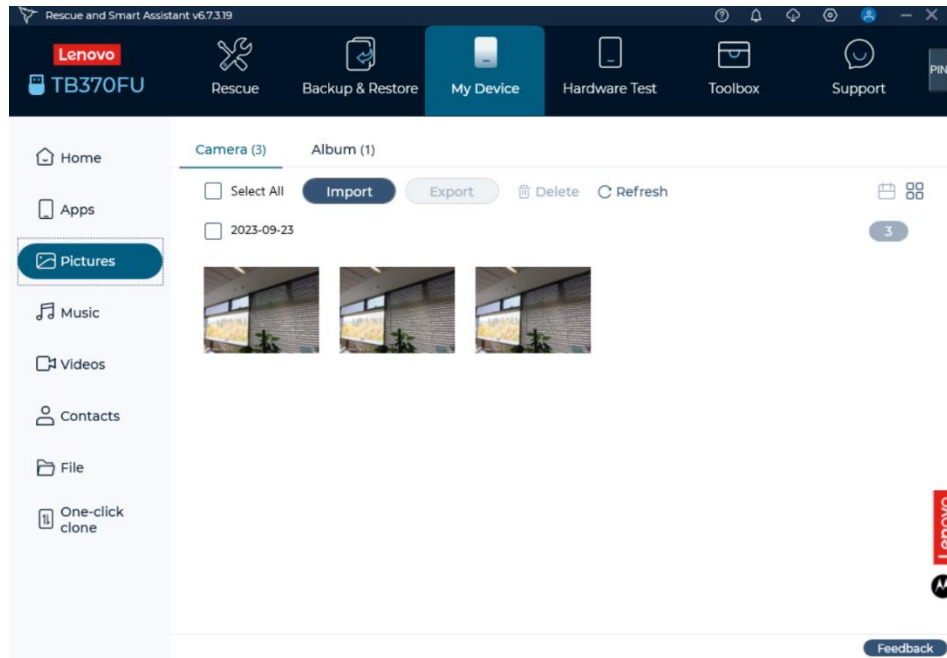 Rescue and Smart Assistant v6.7.3.19
Lenovo
TB370FU
Rescue
Backup & Restore
My Device
Hardware Test
Toolbox
Support
PIN
Home
Apps
Pictures
Music
Videos
Contacts
File
One-click
clone
Camera (3)
Album (1)
Select All
Import
Export
Delete
Refresh
2023-09-23
3
Lenovo
Feedback